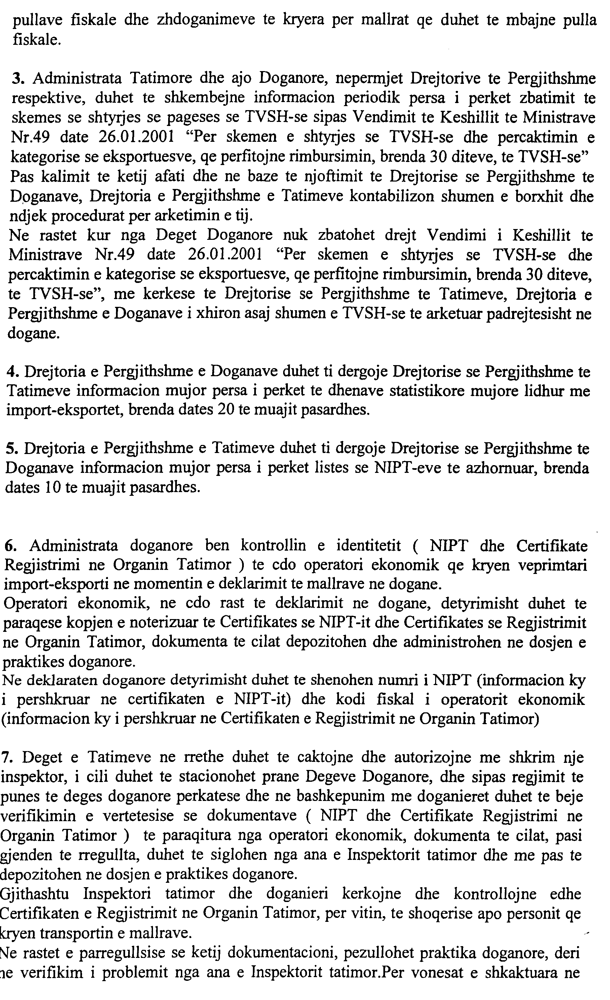 pullave fiskale dhe zhdoganimeve te kryera per mallrat qe duhet te mbajne pulla
fiskale.
3. Administrata Tatimore dhe ajo Doganore, nepermjet Drejtorive te Pergjithshme
respektive, duhet te shkembejne informacion periodik persa i perket zbatimit te
skemes se shtyrjes se pageses se TVSH-se sipas Vendimit te Keshillit te Ministrave
Nr.49 date 26.01.2001 “Per skemen e shtyrjes se TVSH-se dhe percaktimin e
kategorise se eksportuesve, qe perfitojne rimbursimin, brenda 30 diteve, te TVSH-se”
Pas kalimit te ketij afati dhe ne baze te njoftimit te Drejtorise se Pergjithshme te
Doganave, Drejtoria e Pergjithshme e Tatimeve kontabilizon shumen e borxhit dhe
ndjek procedurat per arketimin e tij.
Ne rastet kur nga Deget Doganore nuk zbatohet drejt Vendimi i Keshillit te
Ministrave Nr.49 date 26.01.2001 “Per skemen e shtyrjes se TVSH-se dhe
percaktimin e kategorise se eksportuesve, qe perfitojne rimbursimin, brenda 30 diteve,
te TVSH-se”, me kerkese te Drejtorise se Pergjithshme te Tatimeve, Drejtoria e
Pergjithshme e Doganave i xhiron asaj shumen e TVSH-se te arketuar padrejtesisht ne
dogane.
4. Drejtoria e Pergjithshme e Doganave duhet ti dergoje Drejtorise se Pergjithshme te
Tatimeve informacion mujor persa i perket te dhenave statistikore mujore lidhur me
import-eksportet, brenda dates 20 te muajit pasardhes.
5. Drejtoria e Pergjithshme e Tatimeve duhet ti dergoje Drejtorise se Pergjithshme te
Doganave informacion mujor persa i perket listes se NIPT-eve te azhornuar, brenda
dates 10 te muajit pasardhes.
6. Administrata doganore ben kontrollin e identitetit ( NIPT dhe Certifikate
Regjistrimi ne Organin Tatimor ) te cdo operatori ekonomik qe kryen veprimtari
import-eksporti ne momentin e deklarimit te mallrave ne dogane.
Operatori ekonomik, ne cdo rast te deklarimit ne dogane, detyrimisht duhet te
paraqese kopjen e noterizuar te Certifikates se NIPT-it dhe Certifikates se Regjistrimit
ne Organin Tatimor, dokumenta te cilat depozitohen dhe administrohen ne dosjen e
praktikes doganore.
Ne deklaraten doganore detyrimisht duhet te shenohen numri i NIPT (informacion ky
i pershkruar ne certifikaten e NIPT-it) dhe kodi fiskal i operatorit ekonomik
(informacion ky i pershkruar ne Certifikaten e Regjistrimit ne Organin Tatimor)
7. Deget e Tatimeve ne rrethe duhet te caktojne dhe autorizojne me shkrim nje
inspektor, i cili duhet te stacionohet prane Degeve Doganore, dhe sipas regjimit te
punes te deges doganore perkatese dhe ne bashkepunim me doganieret duhet te beje
verifikimin e vertetesise se dokumentave ( NIPT dhe Certifikate Regjistrimi ne
Organin Tatimor ) te paraqitura nga operatori ekonomik, dokumenta te cilat, pasi
gjenden te rregullta, duhet te siglohen nga ana e Inspektorit tatimor dhe me pas te
depozitohen ne dosjen e praktikes doganore.
Gjithashtu Inspektori tatimor dhe doganieri kerkojne dhe kontrollojne edhe
Certifikaten e Regjistrimit ne Organin Tatimor, per vitin, te shoqerise apo personit qe
kryen transportin e mallrave.
Ne rastet e parregullsise se ketij dokumentacioni, pezullohet praktika doganore, deri
ne verifikim i problemit nga ana e Inspektorit tatimor.Per vonesat e shkaktuara ne